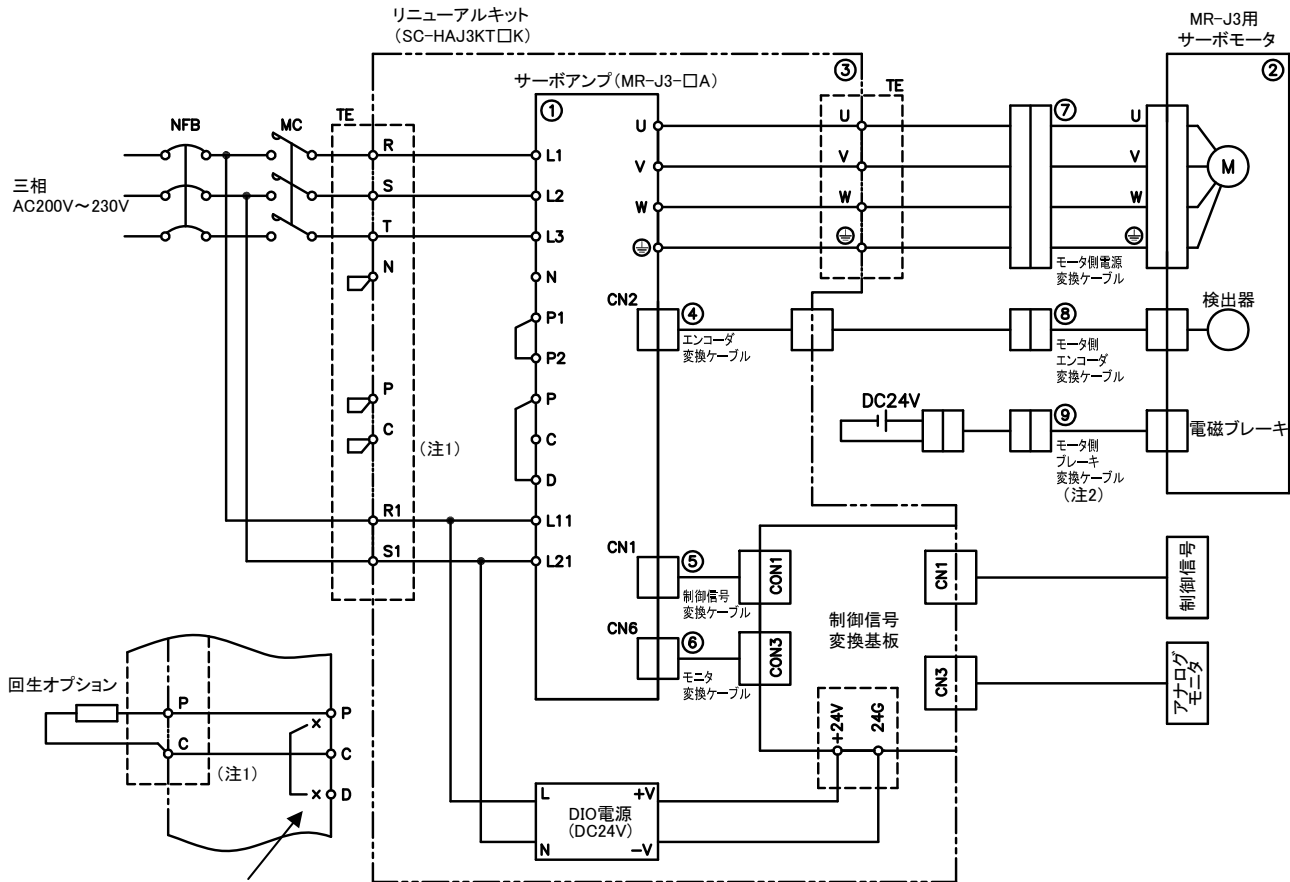 リニューアルキット
(SC-HAJ3KT□K)
MR-J3用
サーボモータ
②
③
サーボアンプ(MR-J3-□A)
①
TE
TE
NFB
MC
三相
AC200V～230V
R
S
T
N
P
C
(注1)
R1
S1
L1
L2
L3
N
P1
P2
P
C
D
L11
L21
U
V
W
CN2
CN1
CN6
U
V
W
⑦
モータ側電源
変換ケーブル
U
V
W
M
④
エンコーダ
変換ケーブル
⑧
モータ側
エンコーダ
変換ケーブル
検出器
DC24V
⑨
モータ側
ブレーキ
変換ケーブル
(注2)
電磁ブレーキ
⑤
制御信号
変換ケーブル
CON1
⑥
モニタ
変換ケーブル
CON3
制御信号
変換基板
CN1
制御信号
CN3
アナログ
モニタ
+24V
24G
L
N
DIO電源
(DC24V)
+V
-V
回生オプション
P
C
(注1)
P
C
D